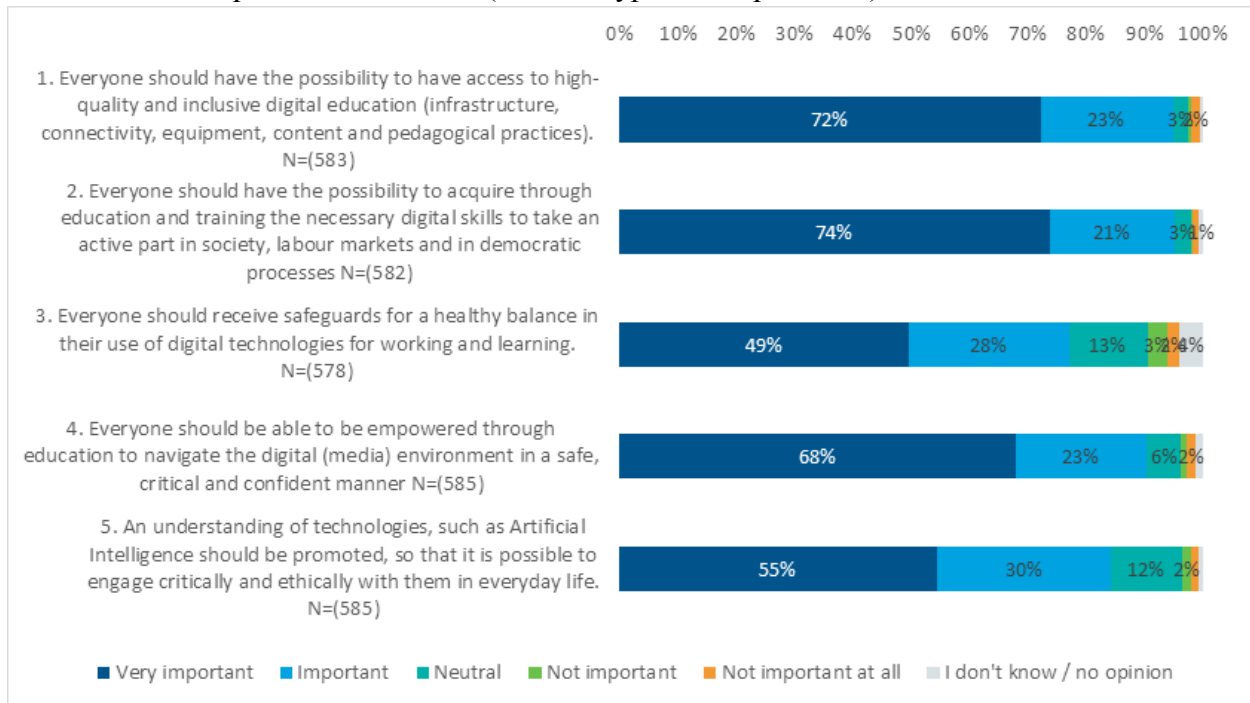 0% 10% 20% 30% 40% 50% 60% 70% 80% 90% 100%
1. Everyone should have the possibility to have access to high-
quality and inclusive digital education (infrastructure,
connectivity, equipment, content and pedagogical practices).
N=(583)
72% 23% 3% 2%
2. Everyone should have the possibility to acquire through
education and training the necessary digital skills to take an
active part in society, labour markets and in democratic
processes N=(582)
74% 21% 3% 1%
3. Everyone should receive safeguards for a healthy balance in
their use of digital technologies for working and learning.
N=(578)
49% 28% 13% 3% 2% 4%
4. Everyone should be able to be empowered through
education to navigate the digital (media) environment in a safe,
critical and confident manner N=(585)
68% 23% 6% 2%
5. An understanding of technologies, such as Artificial
Intelligence should be promoted, so that it is possible to
engage critically and ethically with them in everyday life.
N=(585)
55% 30% 12% 2%
Very important Important Neutral Not important Not important at all I don't know / no opinion